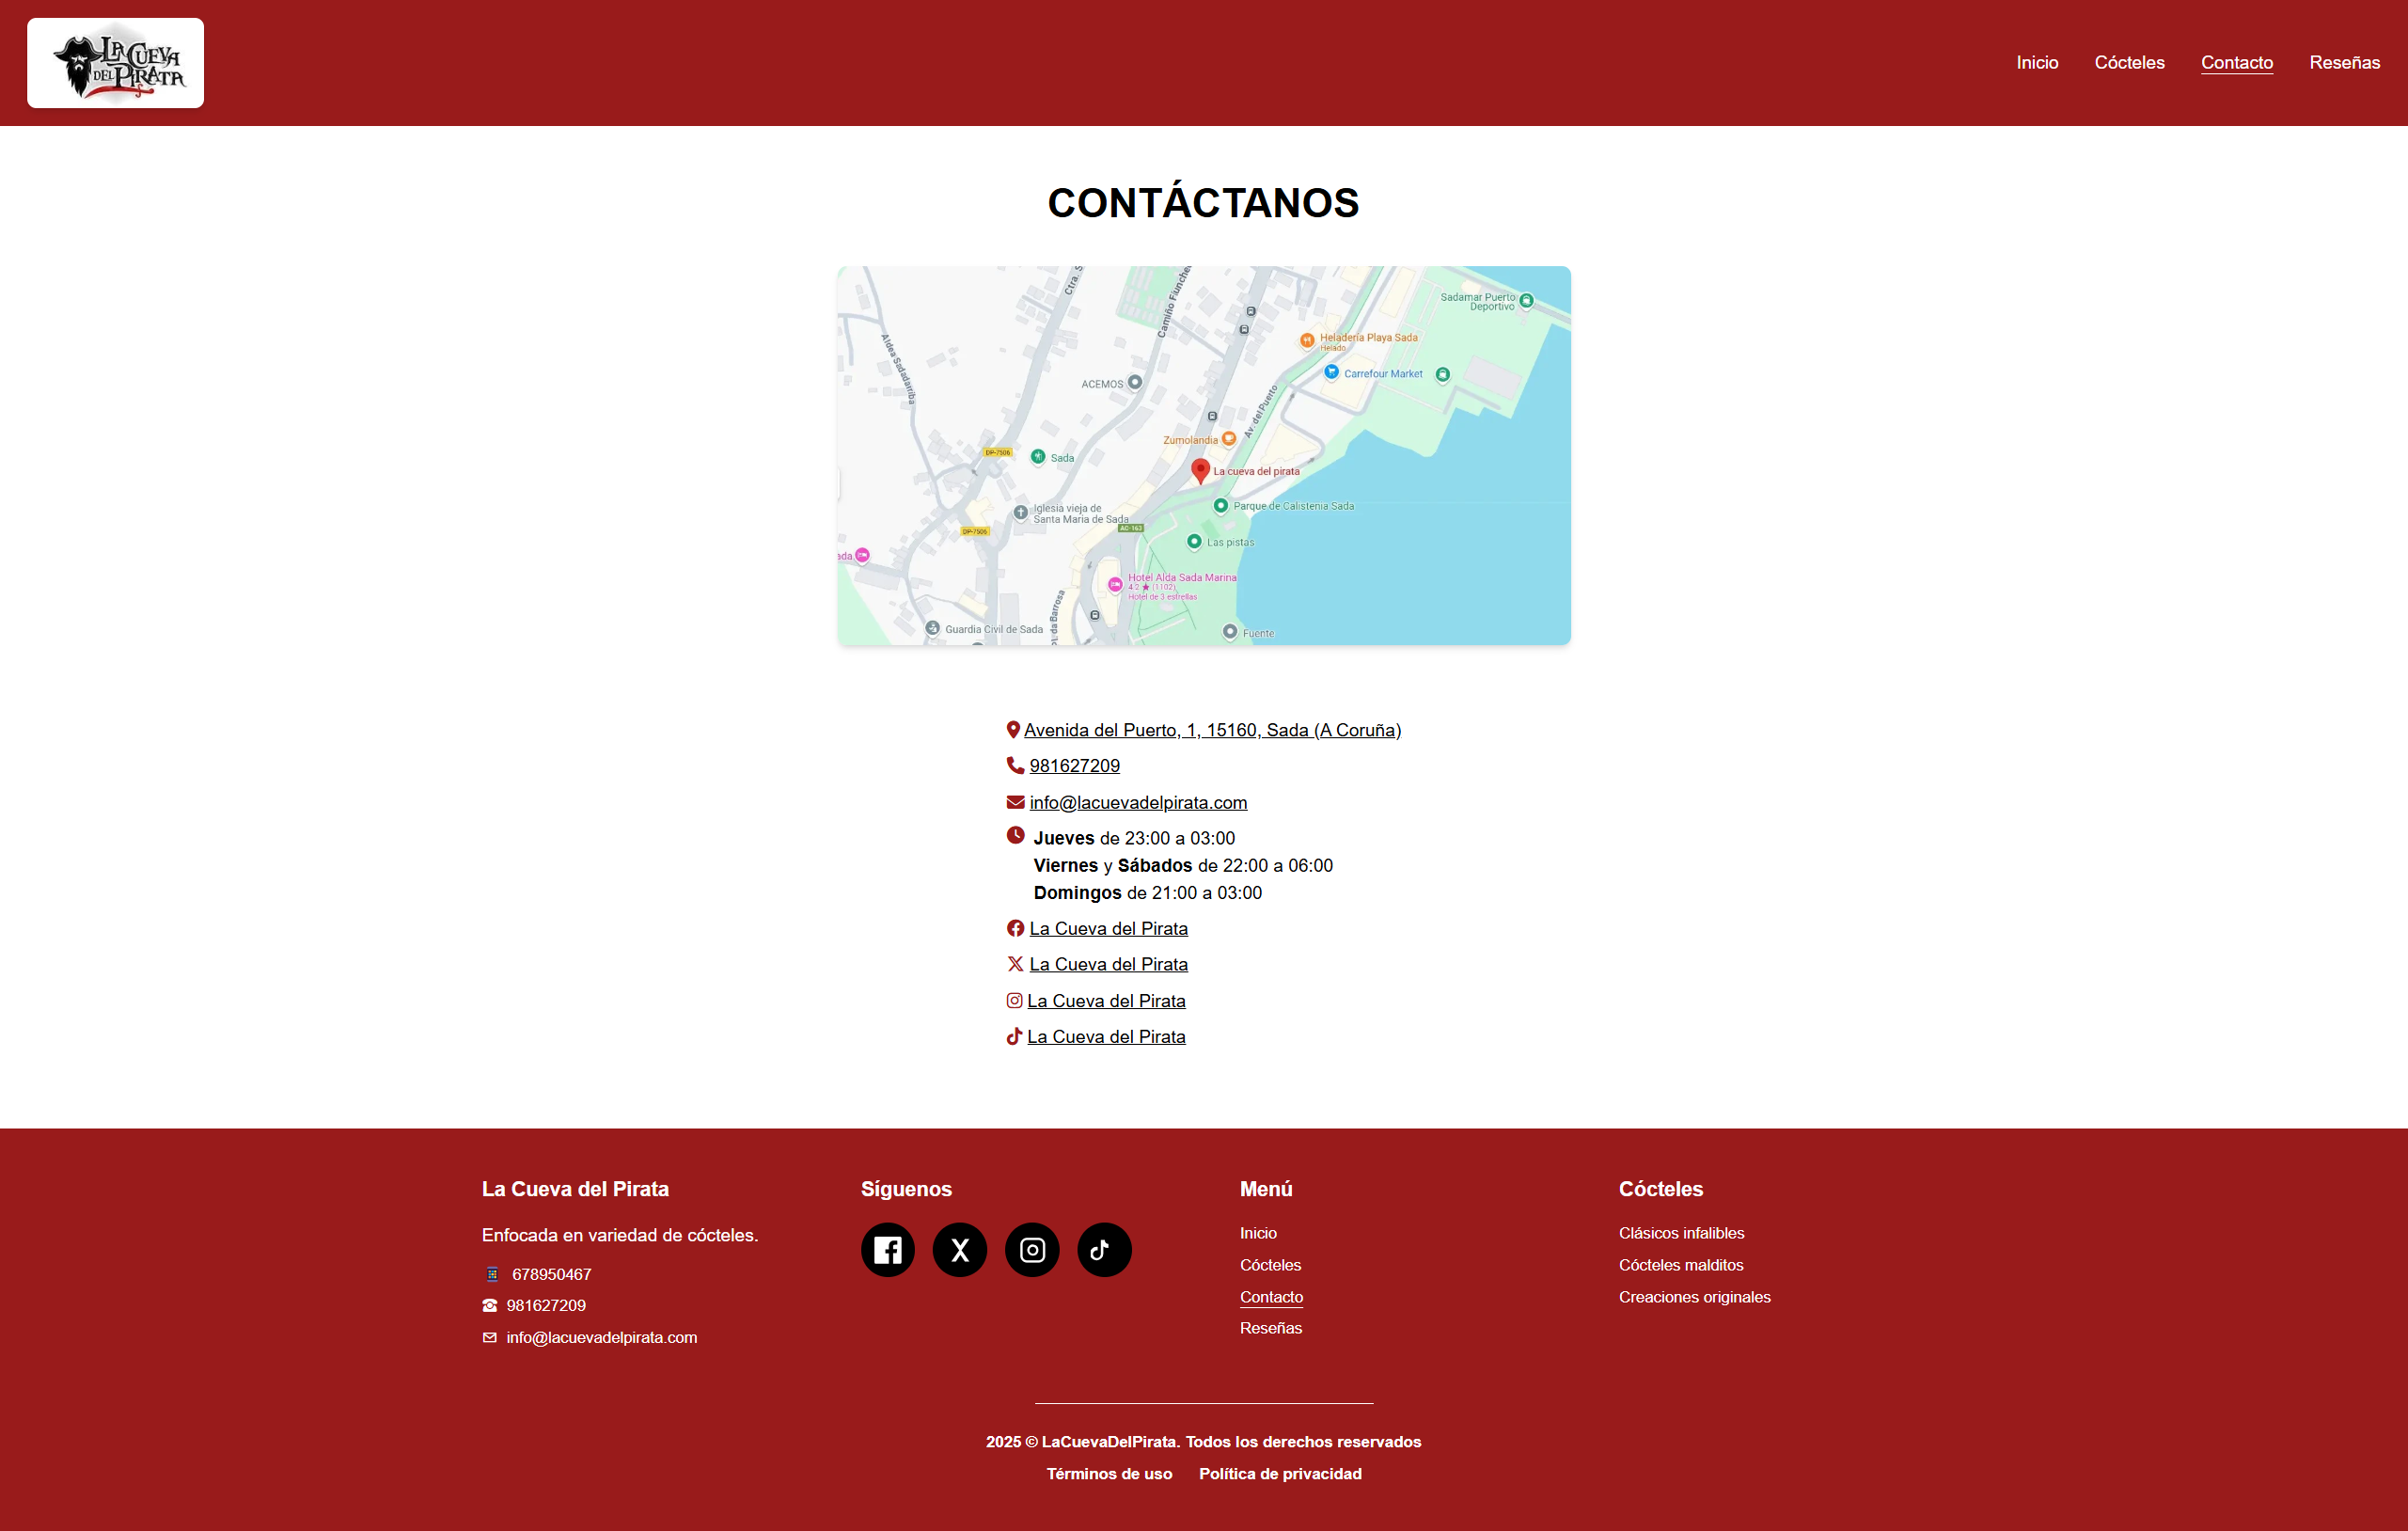 LA CUEVA
DEL PIRATA
Inicio
Cócteles
Contacto
Reseñas
CONTÁCTANOS
Ctra. S
Camiño Fiunche
Sadamar Puerto
Deportivo
Aldea Sadadarriba
Heladería Playa Sada
Helado
Carrefour Market
ACEMOS
Av. del Puerto
Zumolandia
DP-7506
Sada
La cueva del pirata
Iglesia vieja de
Santa Maria de Sada
Parque de Calistenia Sada
AC-163
DP-7505
Las pistas
ada
Hotel Alda Sada Marina
4.2 ★ (1102)
Hotel de 3 estrellas
Pl. da Barrosa
Guardia Civil de Sada
Fuente
Avenida del Puerto, 1, 15160, Sada (A Coruña)
981627209
info@lacuevadelpirata.com
Jueves de 23:00 a 03:00
Viernes y Sábados de 22:00 a 06:00
Domingos de 21:00 a 03:00
La Cueva del Pirata
La Cueva del Pirata
La Cueva del Pirata
La Cueva del Pirata
La Cueva del Pirata
Enfocada en variedad de cócteles.
678950467
981627209
info@lacuevadelpirata.com
Síguenos
Menú
Inicio
Cócteles
Contacto
Reseñas
Cócteles
Clásicos infalibles
Cócteles malditos
Creaciones originales
2025 © LaCuevaDelPirata. Todos los derechos reservados
Términos de uso
Política de privacidad